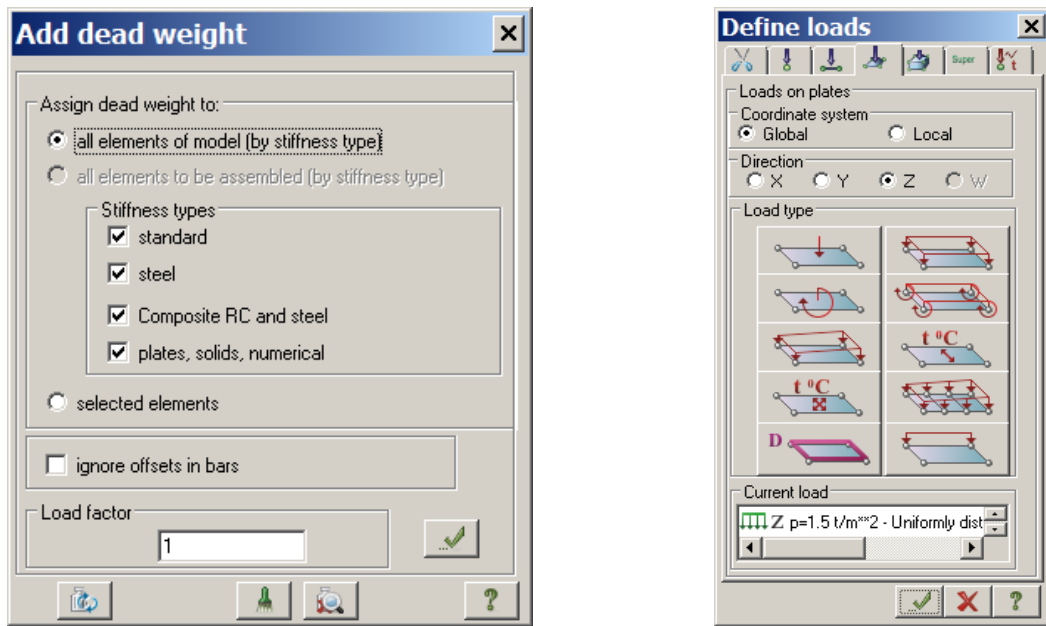 Add dead weight
Assign dead weight to:
all elements of model (by stiffness type)
all elements to be assembled (by stiffness type)
Stiffness types
standard
steel
Composite RC and steel
plates, solids, numerical
selected elements
ignore offsets in bars
Load factor
1
?
Define loads
Super
t
Loads on plates
Coordinate system
Global Local
Direction
X Y Z W
Load type
t °C
t °C
D
Current load
Z p=1.5 t/m**2 - Uniformly dist
?